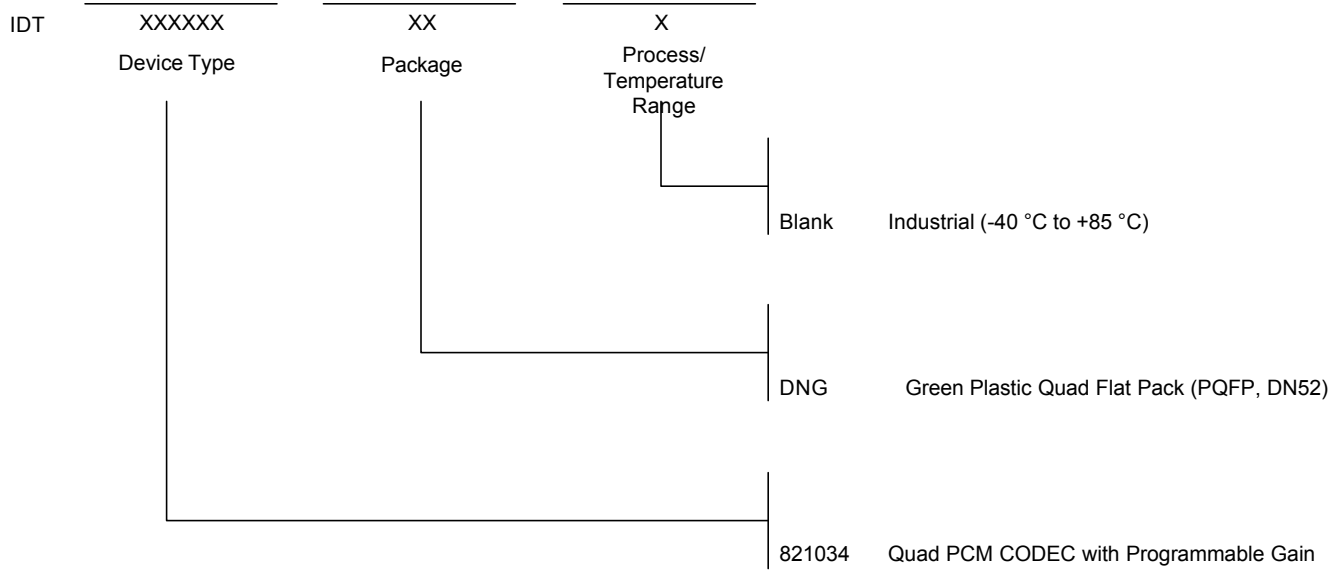 IDT XXXXXX XX X
Device Type Package Process/
Temperature
Range
Blank Industrial (-40 °C to +85 °C)
DNG Green Plastic Quad Flat Pack (PQFP, DN52)
821034 Quad PCM CODEC with Programmable Gain